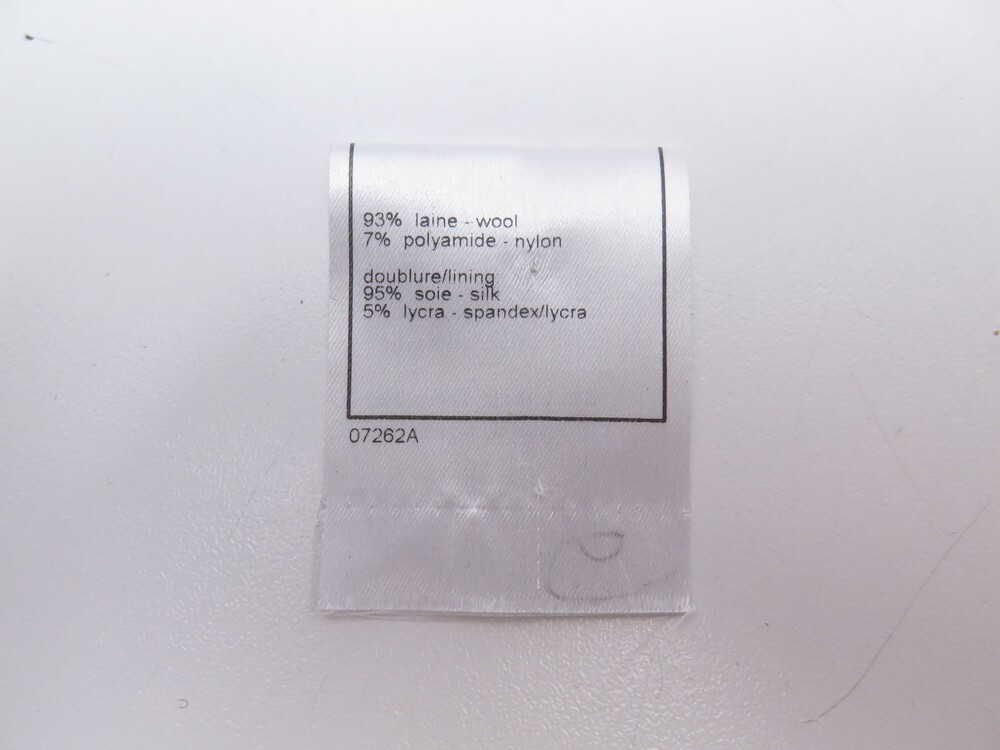 93% laine - wool
7% polyamide - nylon
doublure/lining
95% soie - silk
5% lycra - spandex/lycra
07262A